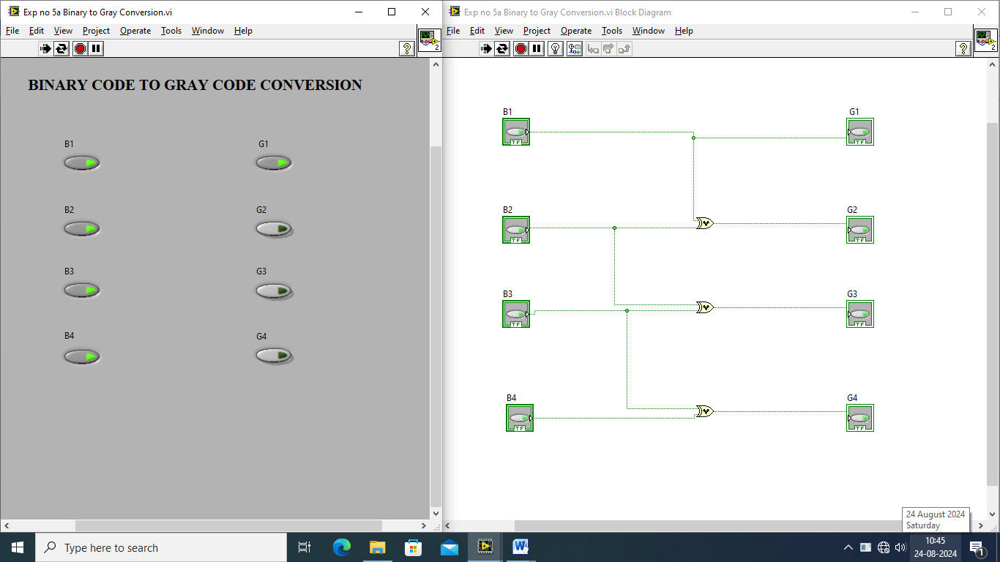 Exp no 5a Binary to Gray Conversion.vi
File Edit View Project Operate Tools Window Help
2
BINARY CODE TO GRAY CODE CONVERSION
B1 G1
B2 G2
B3 G3
B4 G4
Exp no 5a Binary to Gray Conversion.vi Block Diagram
File Edit View Project Operate Tools Window Help
2
B1 G1
TF TF
B2 G2
TF TF
B3 G3
TF TF
B4 G4
TF TF
24 August 2024
Saturday
Type here to search
10:45
24-08-2024
1